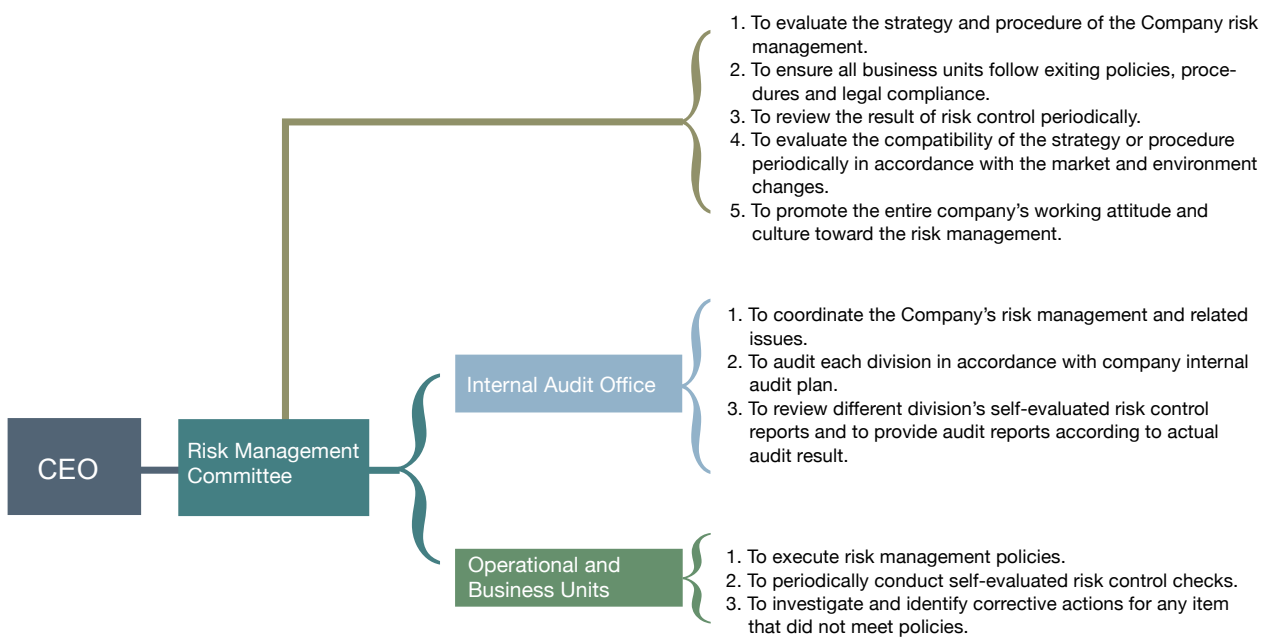 1. To evaluate the strategy and procedure of the Company risk
management.
2. To ensure all business units follow exiting policies, proce-
dures and legal compliance.
3. To review the result of risk control periodically.
4. To evaluate the compatibility of the strategy or procedure
periodically in accordance with the market and environment
changes.
5. To promote the entire company’s working attitude and
culture toward the risk management.
CEO
Risk Management
Committee
Internal Audit Office
1. To coordinate the Company’s risk management and related
issues.
2. To audit each division in accordance with company internal
audit plan.
3. To review different division’s self-evaluated risk control
reports and to provide audit reports according to actual
audit result.
Operational and
Business Units
1. To execute risk management policies.
2. To periodically conduct self-evaluated risk control checks.
3. To investigate and identify corrective actions for any item
that did not meet policies.